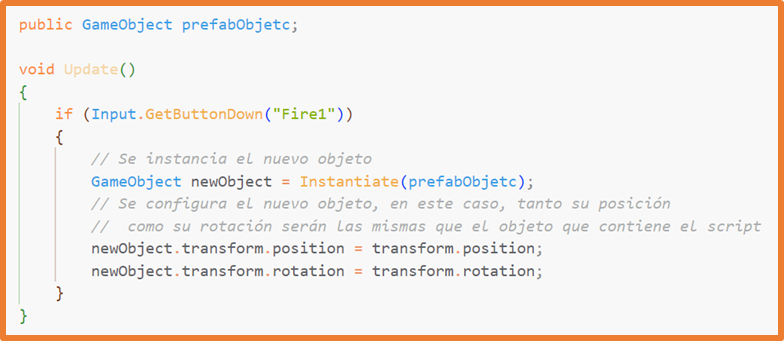 public GameObject prefabObjetc;
void Update()
{
if (Input.GetButtonDown("Fire1"))
{
// Se instancia el nuevo objeto
GameObject newObject = Instantiate(prefabObjetc);
// Se configura el nuevo objeto, en este caso, tanto su posición
//  como su rotación serán las mismas que el objeto que contiene el script
newObject.transform.position = transform.position;
newObject.transform.rotation = transform.rotation;
}
}